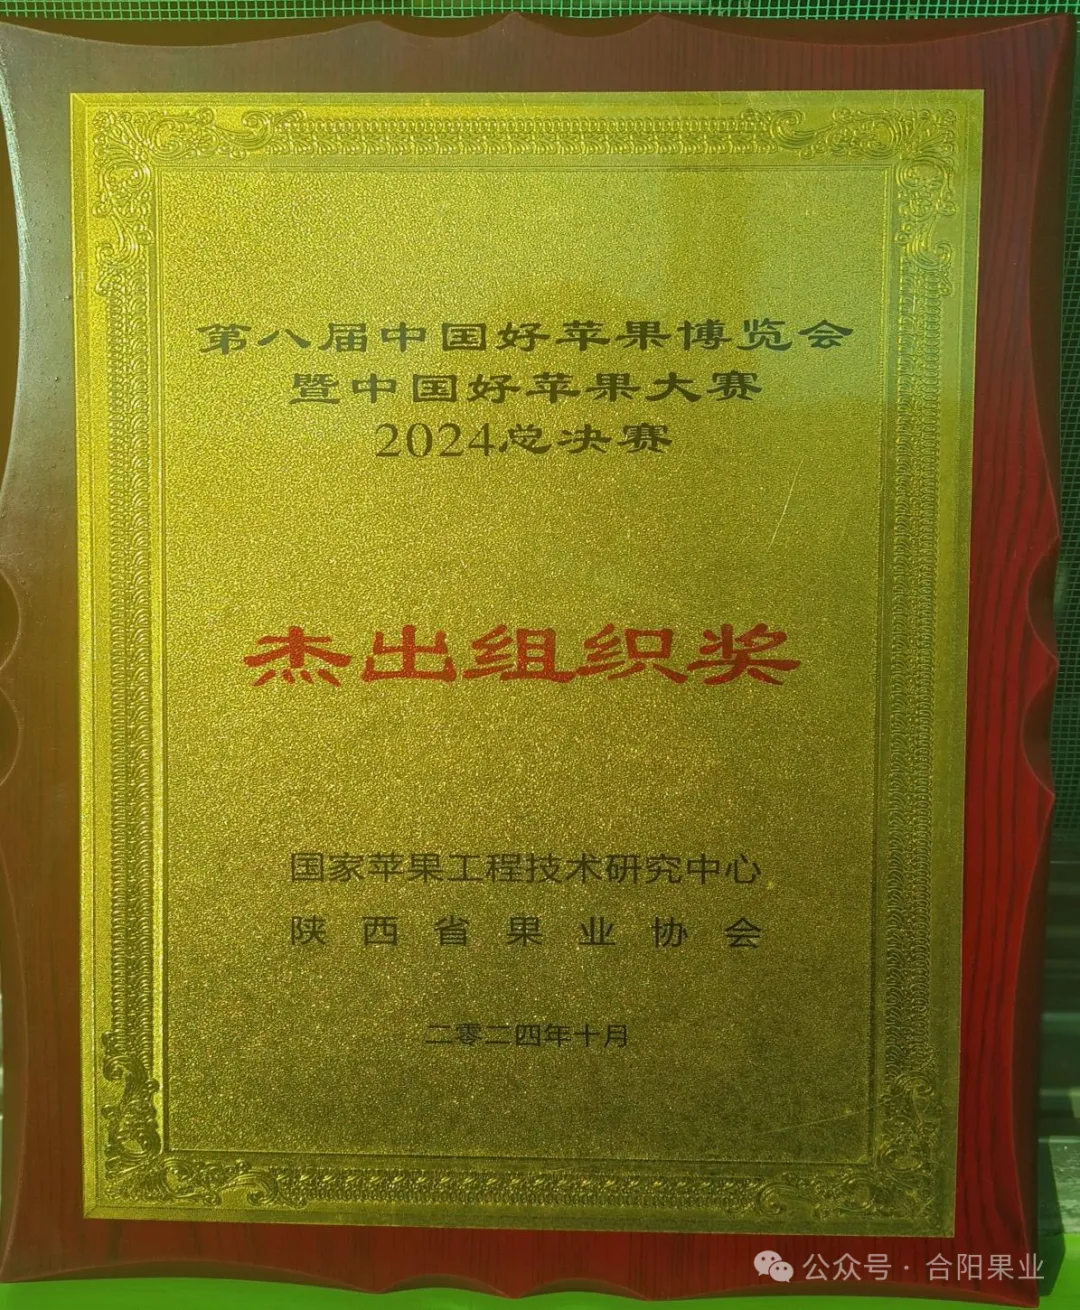 第八届中国好苹果博览会
暨中国好苹果大赛
2024总决赛
杰出组织奖
国家苹果工程技术研究中心
陕西省果业协会
二零二四年十月
公众号·合阳果业